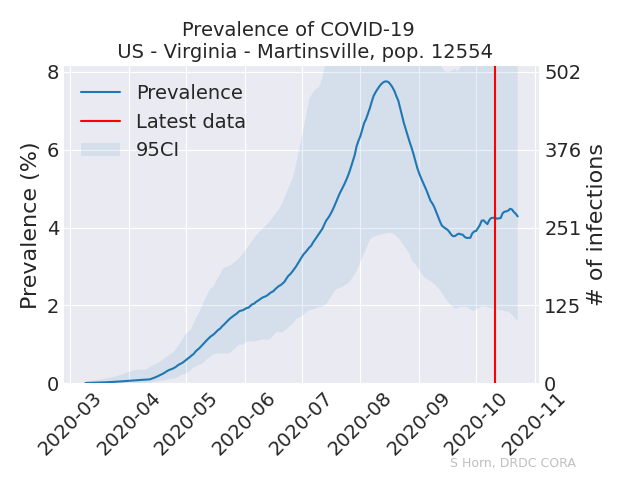 Prevalence of COVID-19
US - Virginia - Martinsville, pop. 12554
Prevalence
Latest data
95CI
Prevalence (%)
8
6
4
2
0
502
376
251
125
0
# of infections
2020-03
2020-04
2020-05
2020-06
2020-07
2020-08
2020-09
2020-10
2020-11
S Horn, DRDC CORA